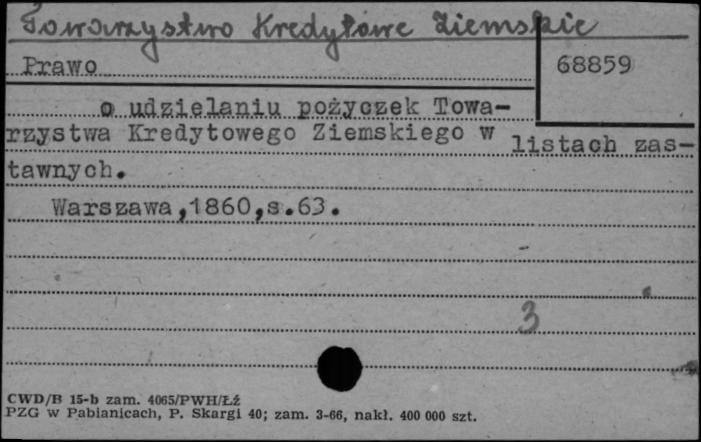 Towarzystwo Kredytowe Ziemskie
Prawo
68859
o udzielaniu pożyczek Towa-
rzystwa Kredytowego Ziemskiego w listach zas-
tawnych.
Warszawa,1860,s.63.
3
CWD/B 15-b zam. 4065/PWH/Łź
PZG w Pabianicach, P. Skargi 40; zam. 3-66, nakł. 400 000 szt.